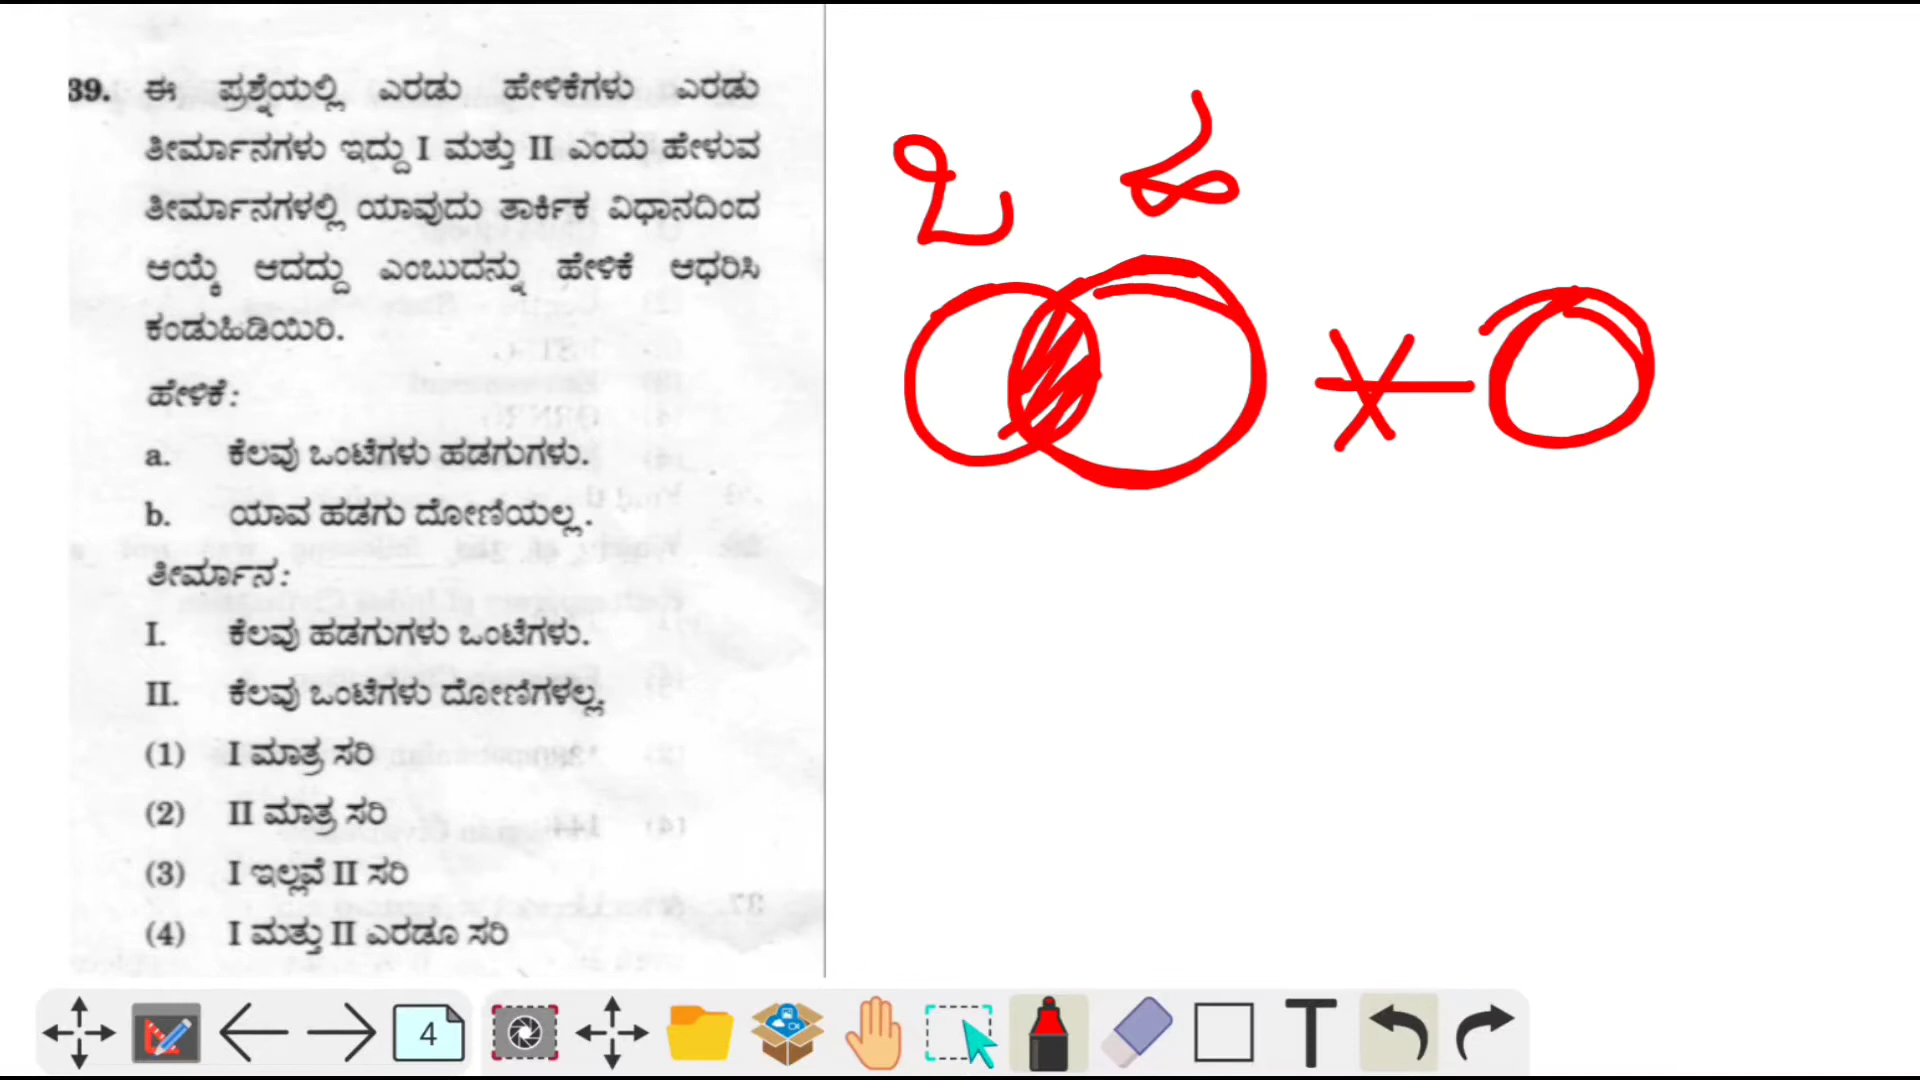 39. ಈ ಪ್ರಶ್ನೆಯಲ್ಲಿ ಎರಡು ಹೇಳಿಕೆಗಳು ಎರಡು
ತೀರ್ಮಾನಗಳು ಇದ್ದು I ಮತ್ತು II ಎಂದು ಹೇಳುವ
ತೀರ್ಮಾನಗಳಲ್ಲಿ ಯಾವುದು ತಾರ್ಕಿಕ ವಿಧಾನದಿಂದ
ಆಯ್ಕೆ ಆದದ್ದು ಎಂಬುದನ್ನು ಹೇಳಿಕೆ ಆಧರಿಸಿ
ಕಂಡುಹಿಡಿಯಿರಿ.
ಹೇಳಿಕೆ:
a. ಕೆಲವು ಒಂಟೆಗಳು ಹಡಗುಗಳು.
b. ಯಾವ ಹಡಗು ದೋಣಿಯಲ್ಲ.
ತೀರ್ಮಾನ:
I. ಕೆಲವು ಹಡಗುಗಳು ಒಂಟೆಗಳು.
II. ಕೆಲವು ಒಂಟೆಗಳು ದೋಣಿಗಳಲ್ಲ.
(1) I ಮಾತ್ರ ಸರಿ
(2) II ಮಾತ್ರ ಸರಿ
(3) I ಇಲ್ಲವೆ II ಸರಿ
(4) I ಮತ್ತು II ಎರಡೂ ಸರಿ
4 T